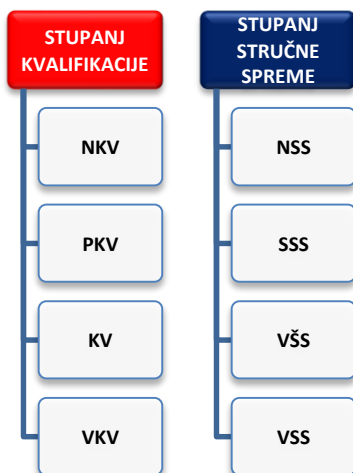 STUPANJ
KVALIFIKACIJE
NKV
PKV
KV
VKV
STUPANJ
STRUČNE
SPREME
NSS
SSS
VŠS
VSS